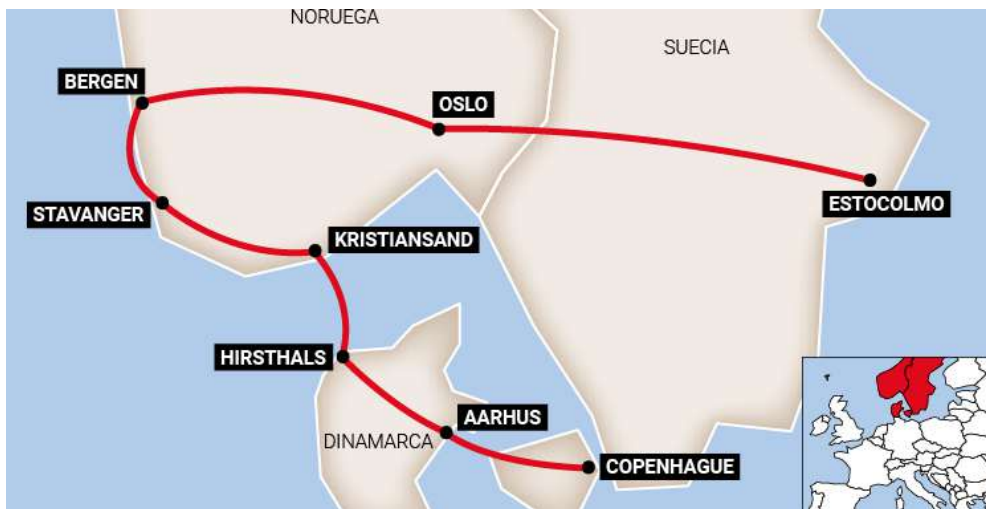 NORUEGA
SUECIA
BERGEN
OSLO
ESTOCOLMO
STAVANGER
KRISTIANSAND
HIRSTHALS
AARHUS
DINAMARCA
COPENHAGUE